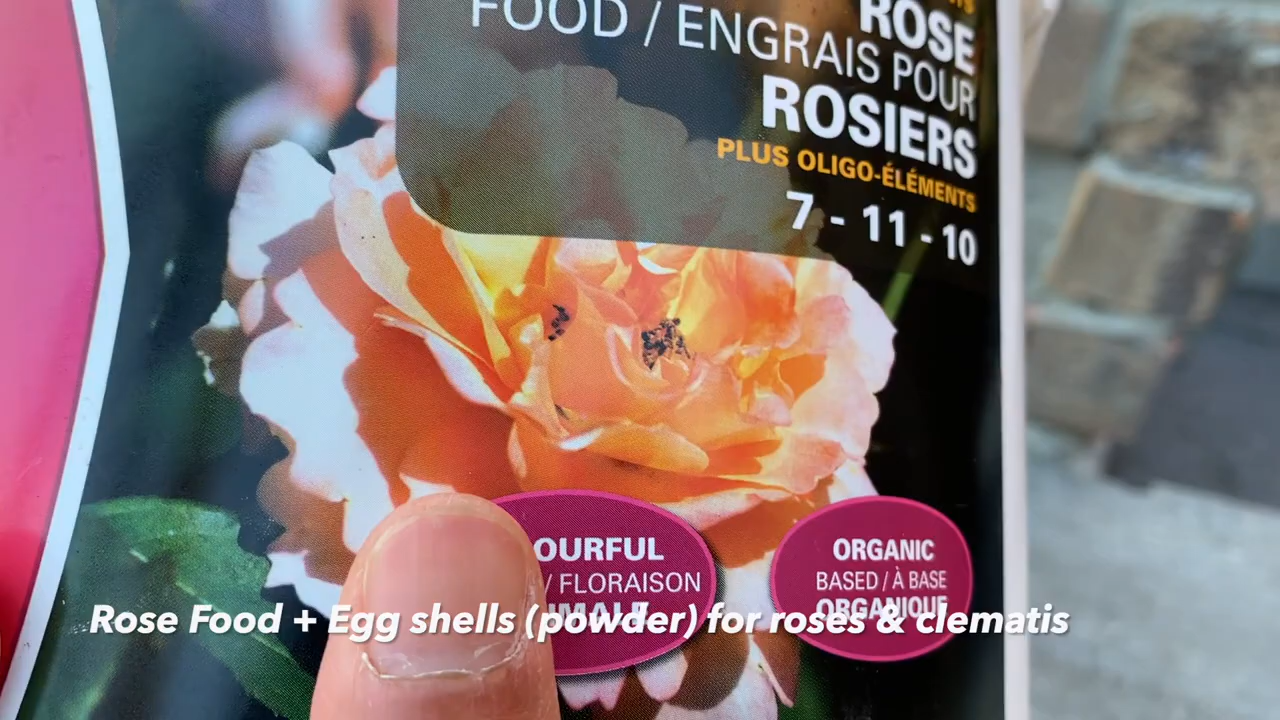 ROSE
FOOD / ENGRAIS POUR
ROSIERS
PLUS OLIGO-ÉLÉMENTS
7 - 11 - 10
OURFUL
/ FLORAISON
ORGANIC
BASED / À BASE
ORGANIQUE
Rose Food + Egg shells (powder) for roses & clematis